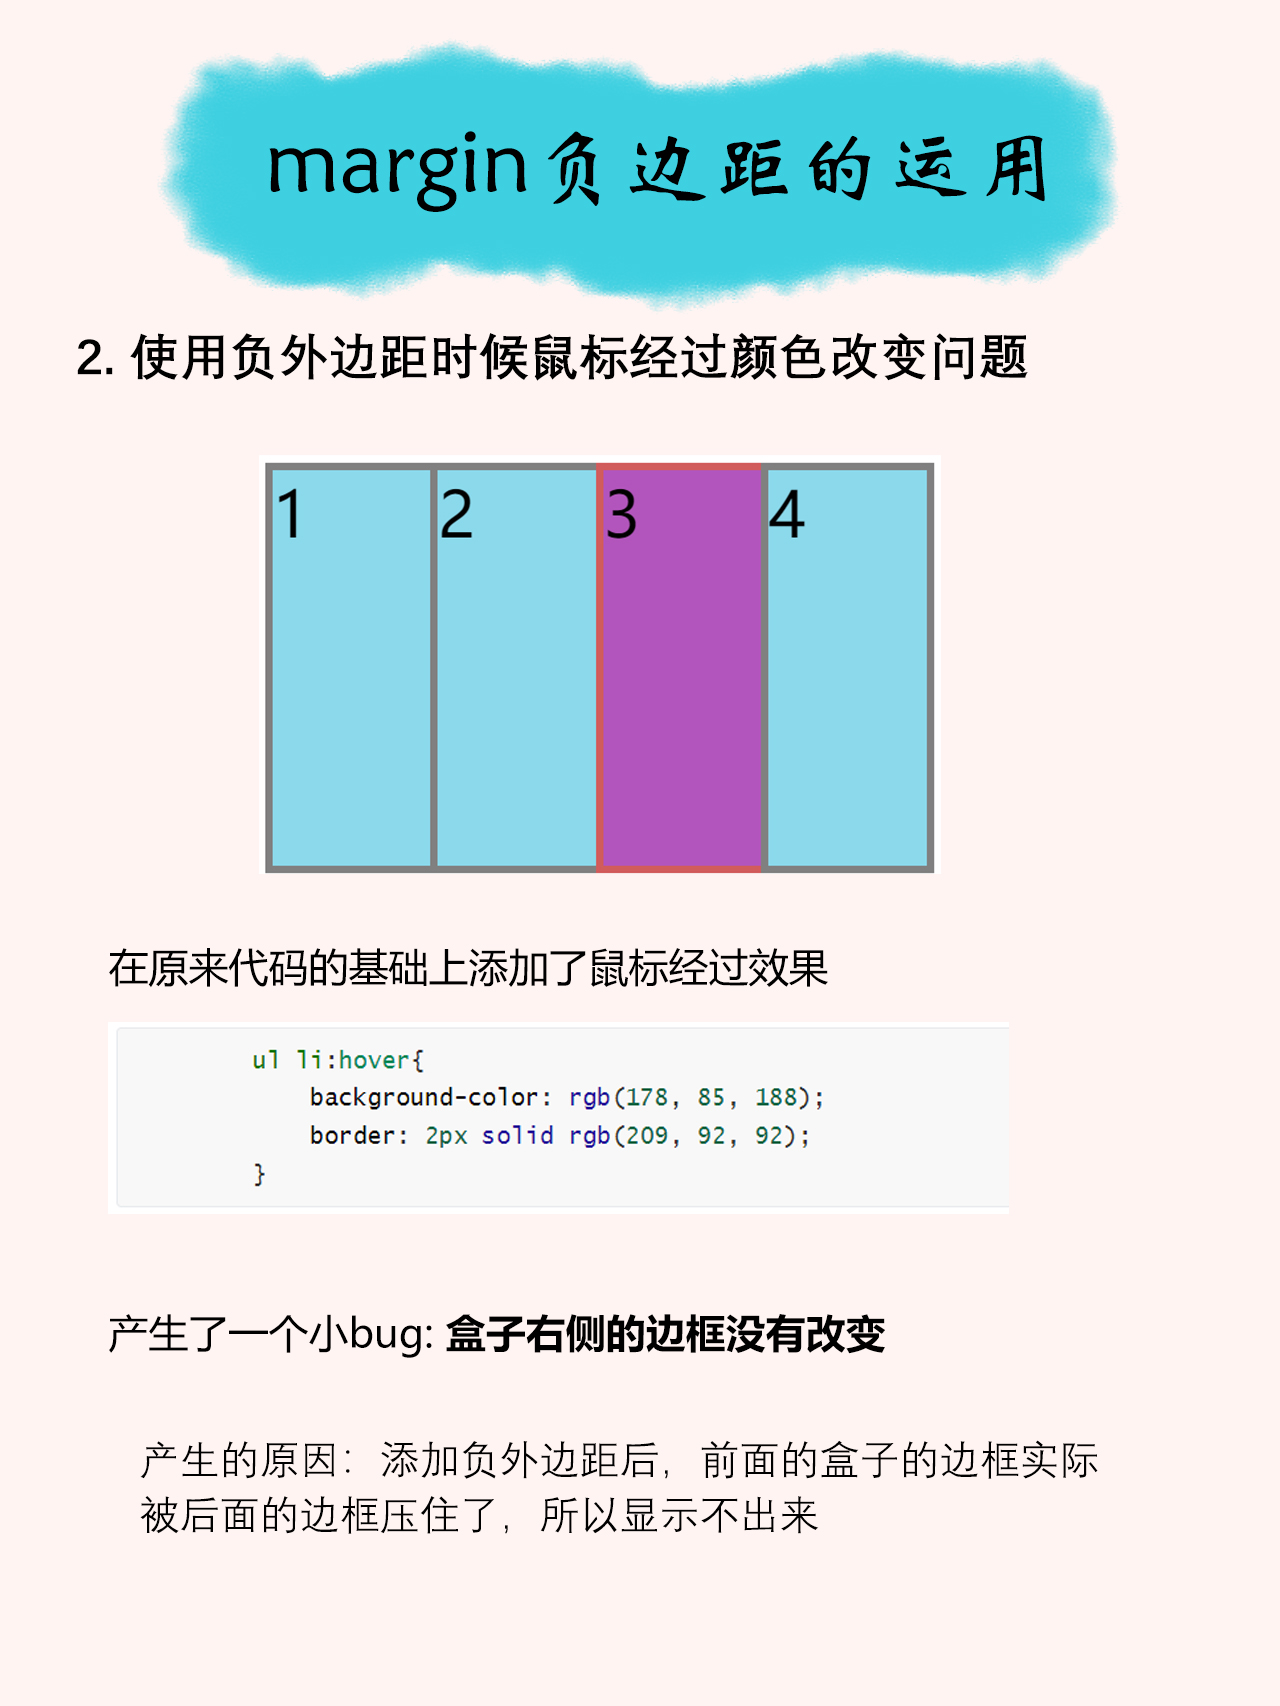 margin负边距的运用
2. 使用负外边距时候鼠标经过颜色改变问题
1 2 3 4
在原来代码的基础上添加了鼠标经过效果
ul li:hover{
background-color: rgb(178, 85, 188);
border: 2px solid rgb(209, 92, 92);
}
产生了一个小bug: 盒子右侧的边框没有改变
产生的原因：添加负外边距后，前面的盒子的边框实际
被后面的边框压住了，所以显示不出来